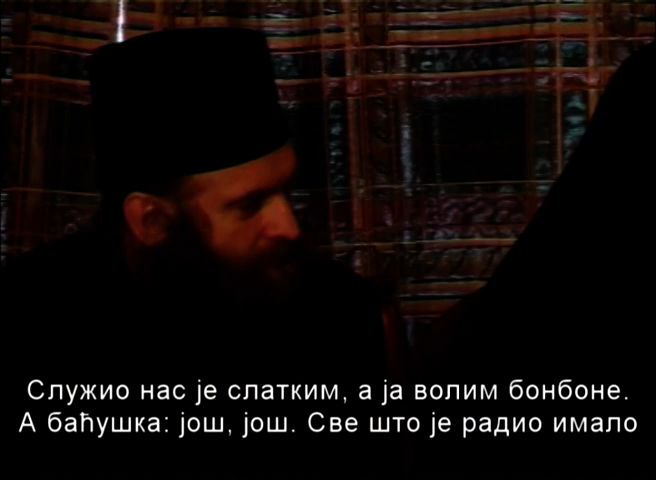 Служио нас је слатким, а ја волим бонбоне.
А баћушка: још, још. Све што је радио имало